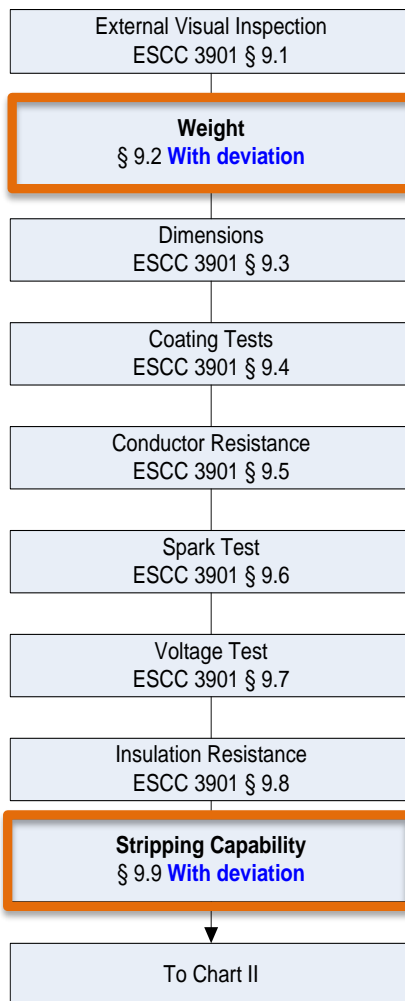 External Visual Inspection
ESCC 3901 § 9.1
Weight
§ 9.2 With deviation
Dimensions
ESCC 3901 § 9.3
Coating Tests
ESCC 3901 § 9.4
Conductor Resistance
ESCC 3901 § 9.5
Spark Test
ESCC 3901 § 9.6
Voltage Test
ESCC 3901 § 9.7
Insulation Resistance
ESCC 3901 § 9.8
Stripping Capability
§ 9.9 With deviation
To Chart II